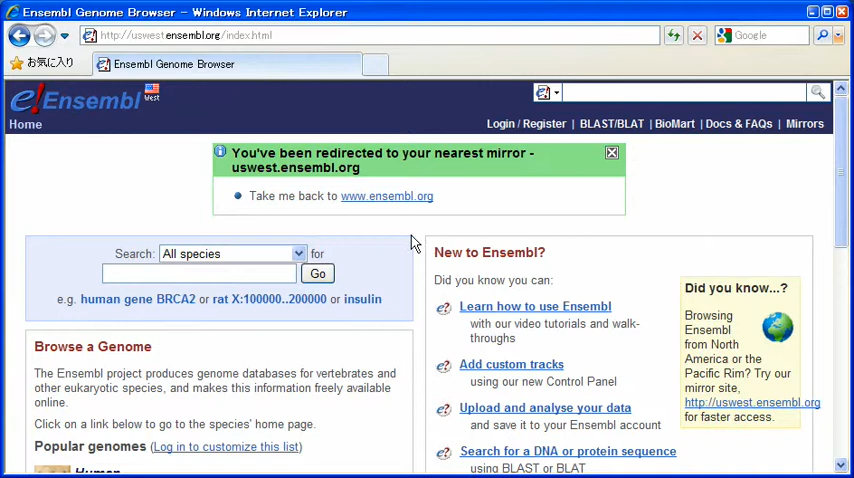 Ensembl Genome Browser - Windows Internet Explorer
http://uswest.ensembl.org/index.html
Google
お気に入り
Ensembl Genome Browser
e!Ensembl West
Home
Login / Register | BLAST/BLAT | BioMart | Docs & FAQs | Mirrors
You've been redirected to your nearest mirror -
uswest.ensembl.org
Take me back to www.ensembl.org
Search: All species for
Go
e.g. human gene BRCA2 or rat X:100000..200000 or insulin
Browse a Genome
The Ensembl project produces genome databases for vertebrates and
other eukaryotic species, and makes this information freely available
online.
Click on a link below to go to the species' home page.
Popular genomes (Log in to customize this list)
Human
New to Ensembl?
Did you know you can:
Learn how to use Ensembl
with our video tutorials and walk-
throughs
Add custom tracks
using our new Control Panel
Upload and analyse your data
and save it to your Ensembl account
Search for a DNA or protein sequence
using BLAST or BLAT
Did you know...?
Browsing
Ensembl
from North
America or the
Pacific Rim? Try our
mirror site,
http://uswest.ensembl.org
for faster access.